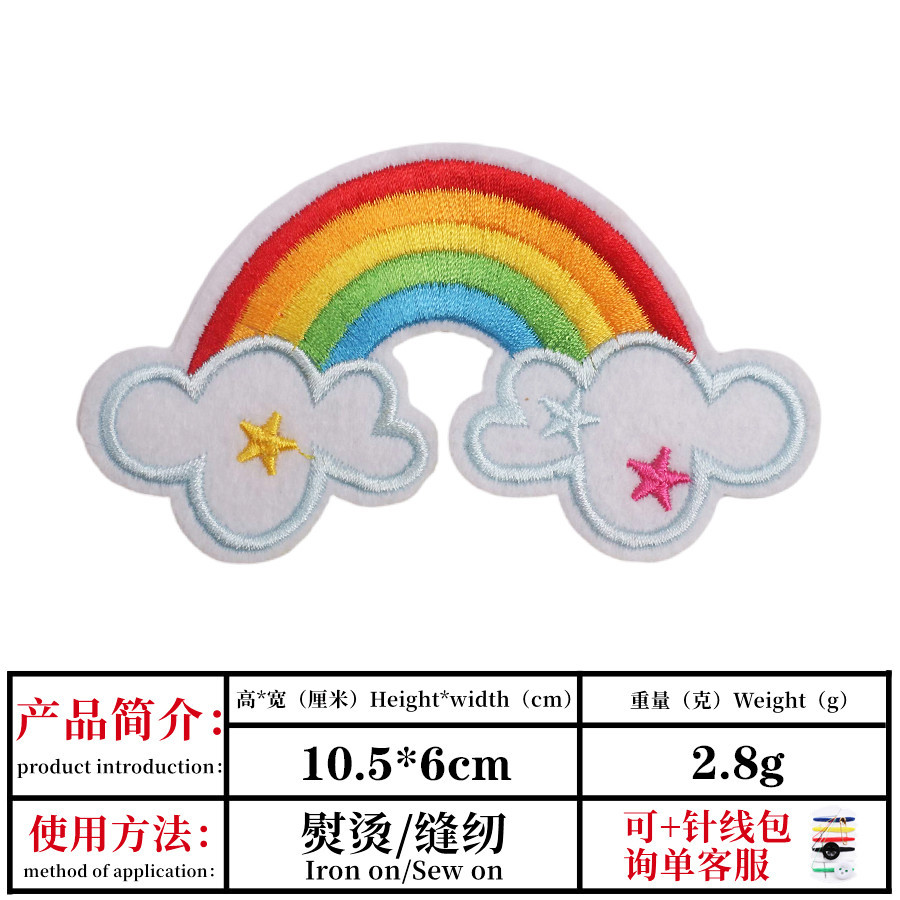 产品简介：
product introduction：
高*宽（厘米）Height*width（cm）
重量（克）Weight（g）
10.5*6cm
2.8g
使用方法：
method of application：
熨烫/缝纫
Iron on/Sew on
可+针线包
询单客服